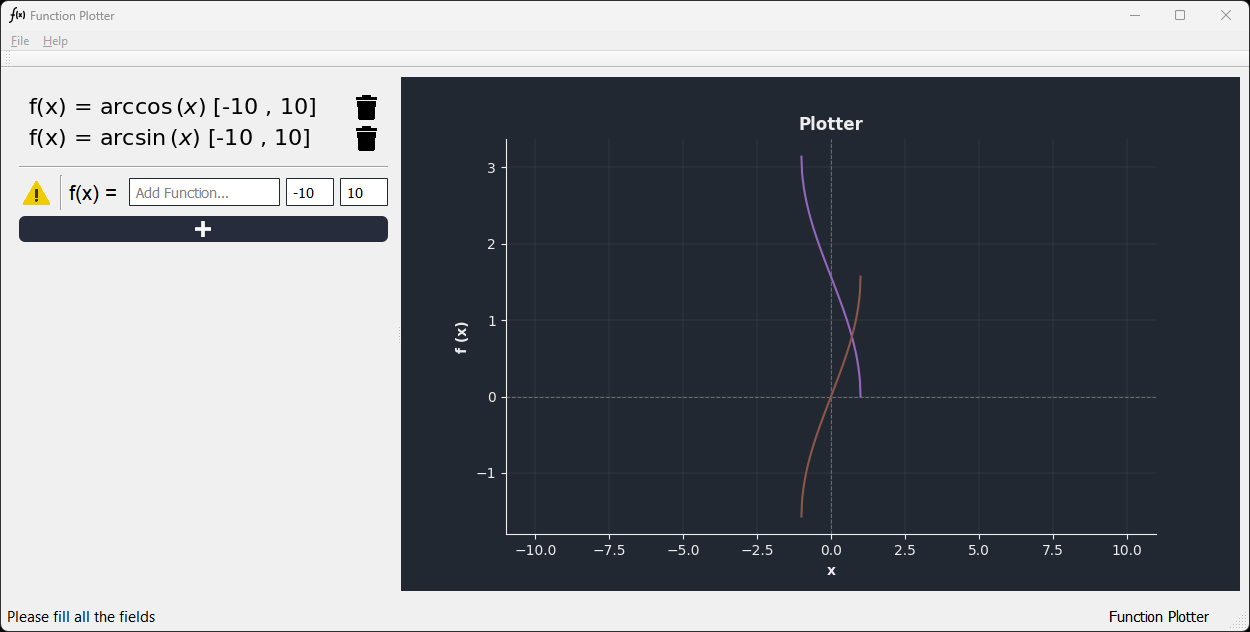 f(x) Function Plotter
File Help
f(x) = arccos(x) [-10 , 10]
f(x) = arcsin(x) [-10 , 10]
f(x) = Add Function... -10 10
Plotter
3
2
1
0
−1
f (x)
−10.0 −7.5 −5.0 −2.5 0.0 2.5 5.0 7.5 10.0
x
Please fill all the fields Function Plotter